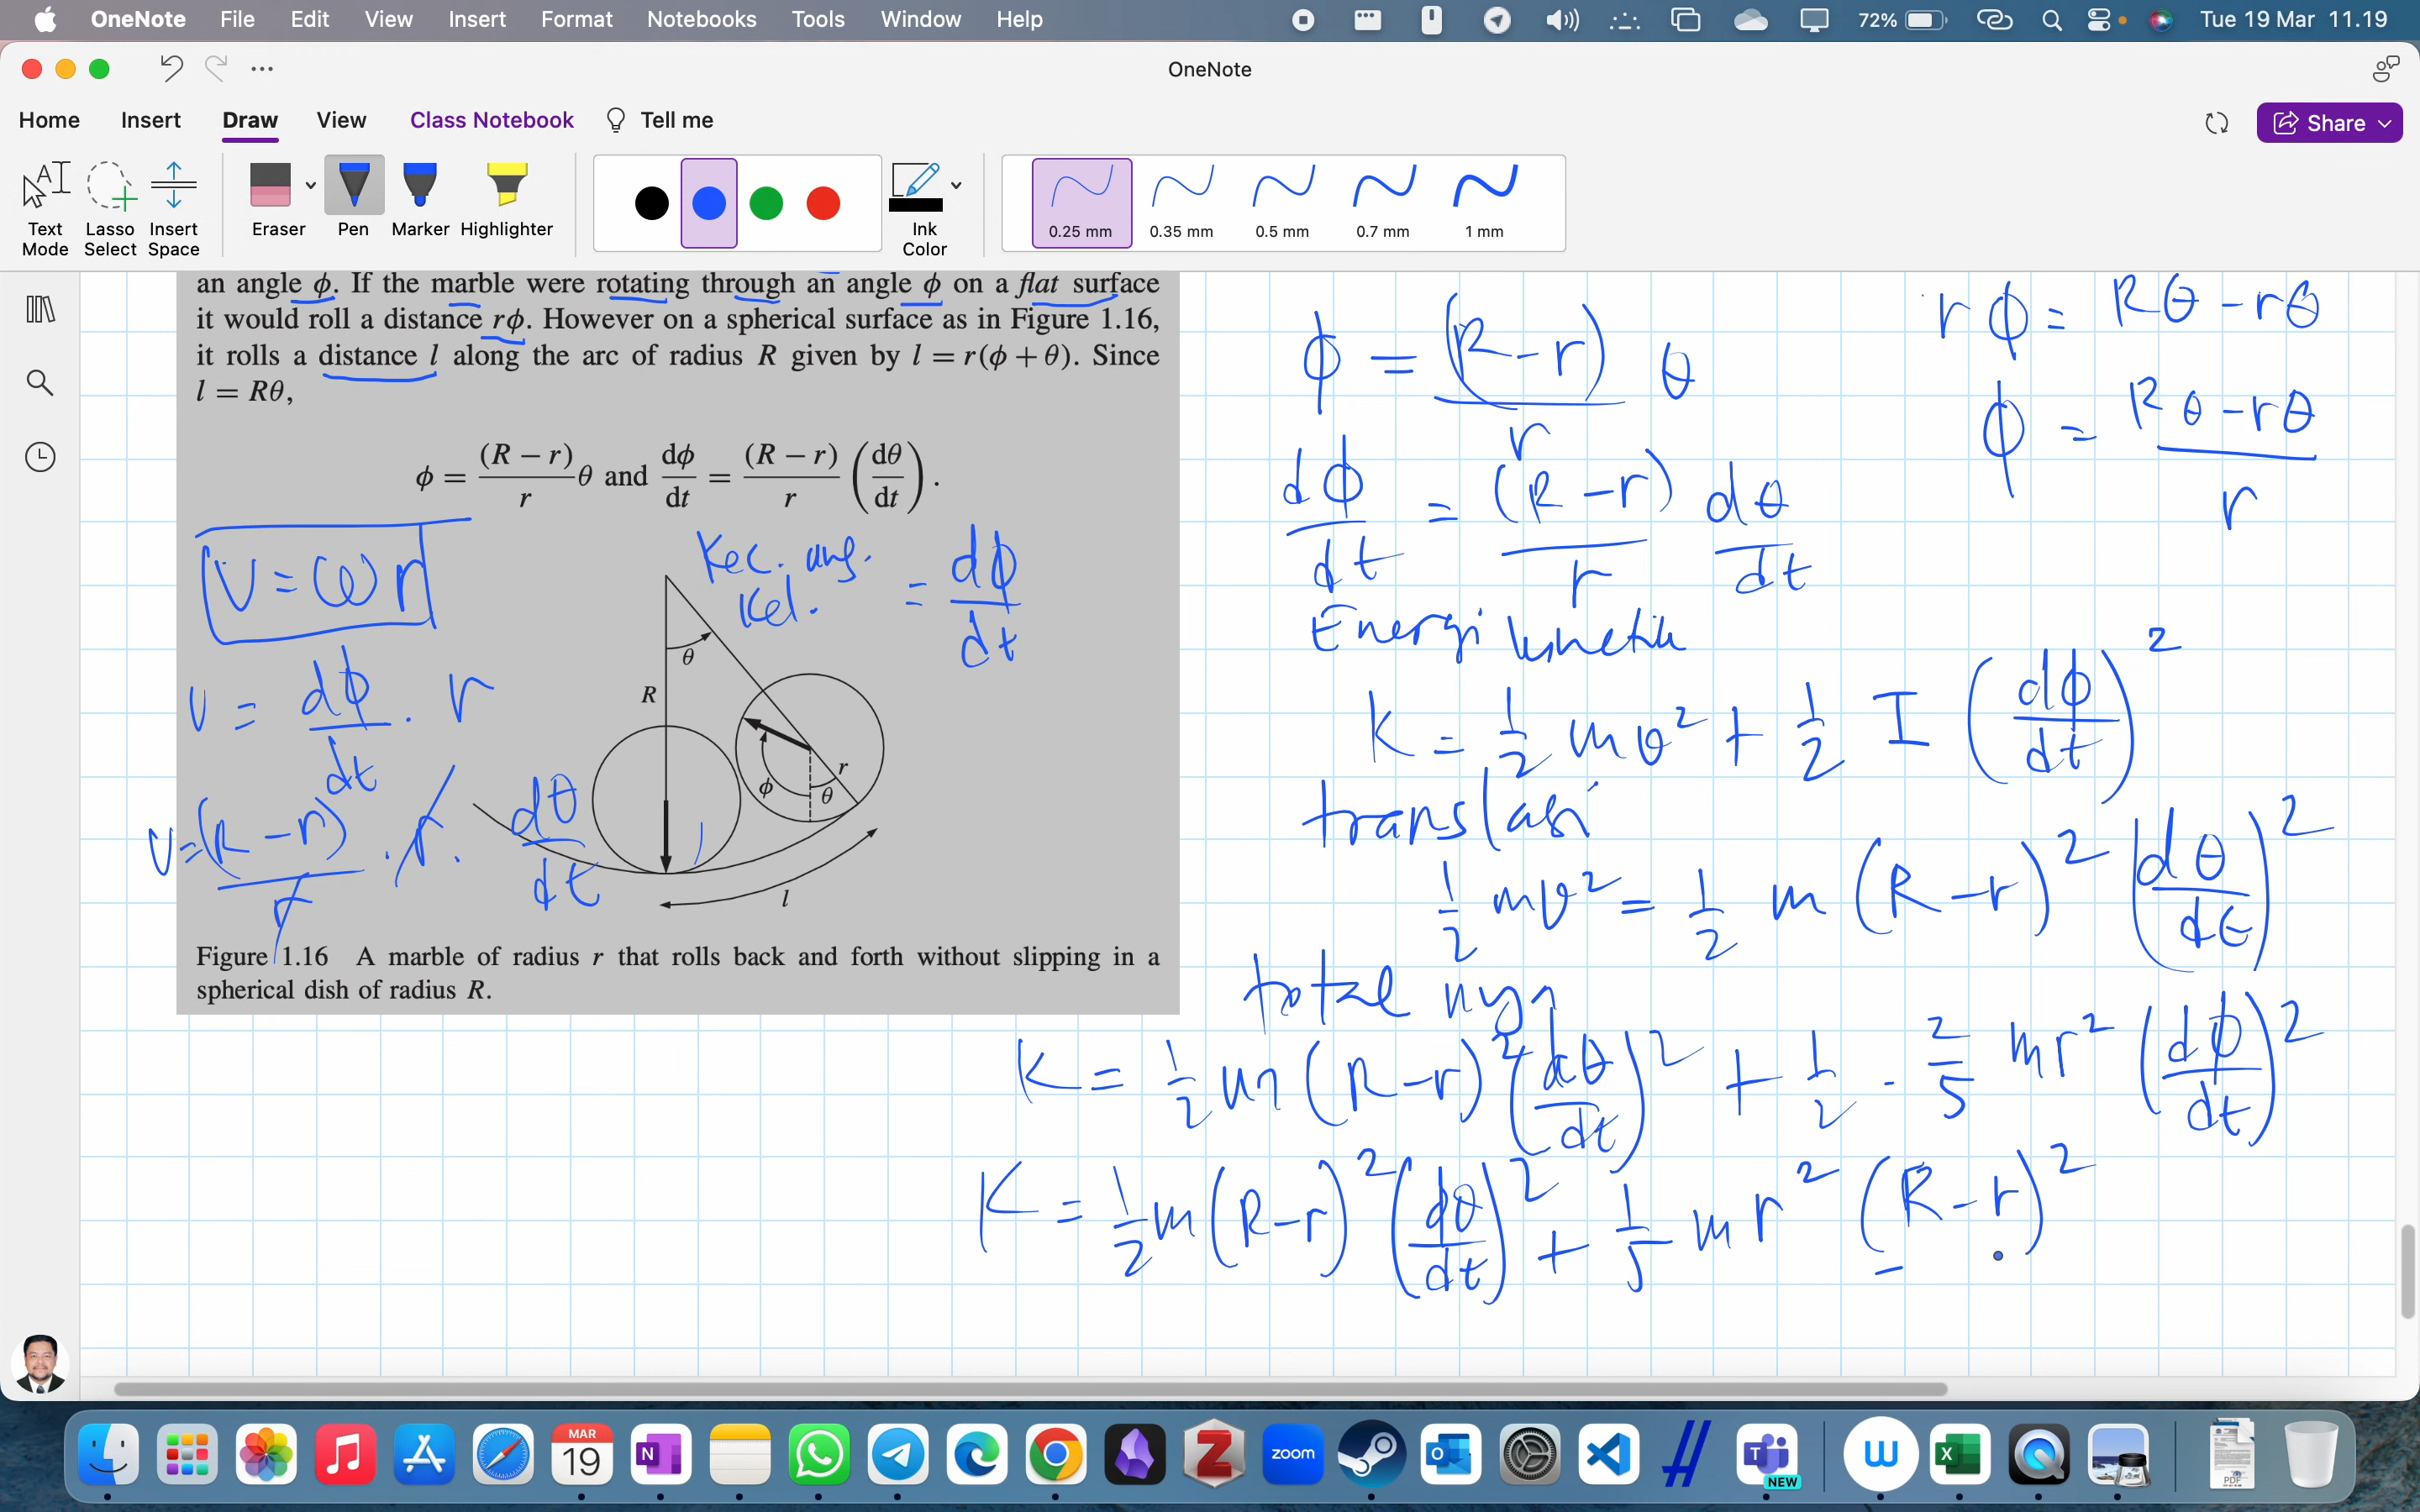 OneNote File Edit View Insert Format Notebooks Tools Window Help 72% Tue 19 Mar 11.19
OneNote
Home Insert Draw View Class Notebook Tell me Share
Text Mode Lasso Select Insert Space Eraser Pen Marker Highlighter Ink Color 0.25 mm 0.35 mm 0.5 mm 0.7 mm 1 mm
an angle ϕ. If the marble were rotating through an angle ϕ on a flat surface
it would roll a distance rϕ. However on a spherical surface as in Figure 1.16,
it rolls a distance l along the arc of radius R given by l = r(ϕ + θ). Since
l = Rθ,
ϕ = (R − r)/r θ and dϕ/dt = (R − r)/r (dθ/dt).
V = ωr
v = dϕ/dt . r
v = (R − r)/r . r . dθ/dt
Kec. ang. = dϕ/dt
Kel.
θ
R
r
ϕ
θ
l
Figure 1.16 A marble of radius r that rolls back and forth without slipping in a
spherical dish of radius R.
rϕ = Rθ − rθ
ϕ = (Rθ − rθ)/r
ϕ = (R − r)/r θ
dϕ/dt = (R − r)/r dθ/dt
Energi kinetik
K = 1/2 mv² + 1/2 I (dϕ/dt)²
translasi
1/2 mv² = 1/2 m (R − r)² (dθ/dt)²
total nya
K = 1/2 m (R − r)² (dθ/dt)² + 1/2 . 2/5 mr² (dϕ/dt)²
K = 1/2 m (R − r)² (dθ/dt)² + 1/5 mr² (R − r)²
MAR
19
N
zoom
O
T
NEW
W
X
PDF